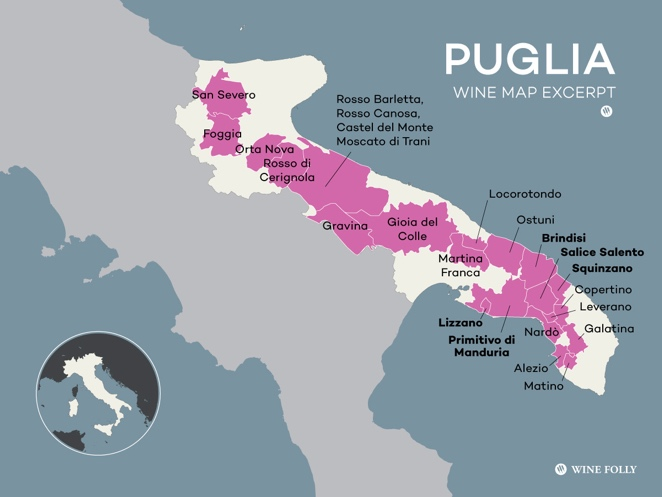 PUGLIA
WINE MAP EXCERPT
San Severo
Foggia
Orta Nova
Rosso di
Cerignola
Rosso Barletta,
Rosso Canosa,
Castel del Monte
Moscato di Trani
Gravina
Gioia del
Colle
Locorotondo
Ostuni
Brindisi
Salice Salento
Squinzano
Martina
Franca
Copertino
Leverano
Lizzano
Primitivo di
Manduria
Nardò
Galatina
Alezio
Matino
WINE FOLLY